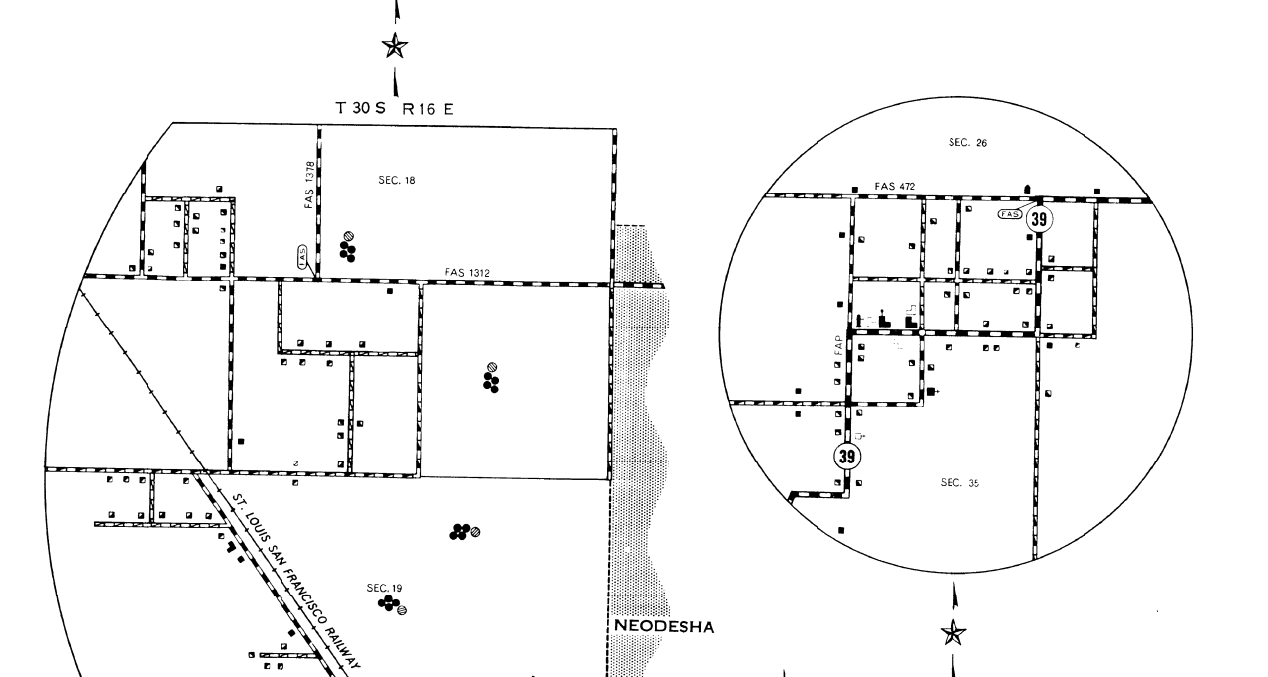 T 30 S R 16 E
FAS 1378
SEC. 18
FAS
FAS 1312
ST. LOUIS SAN FRANCISCO RAILWAY
SEC. 19
NEODESHA
SEC. 26
FAS 472
FAS
39
FAP
39
SEC. 35